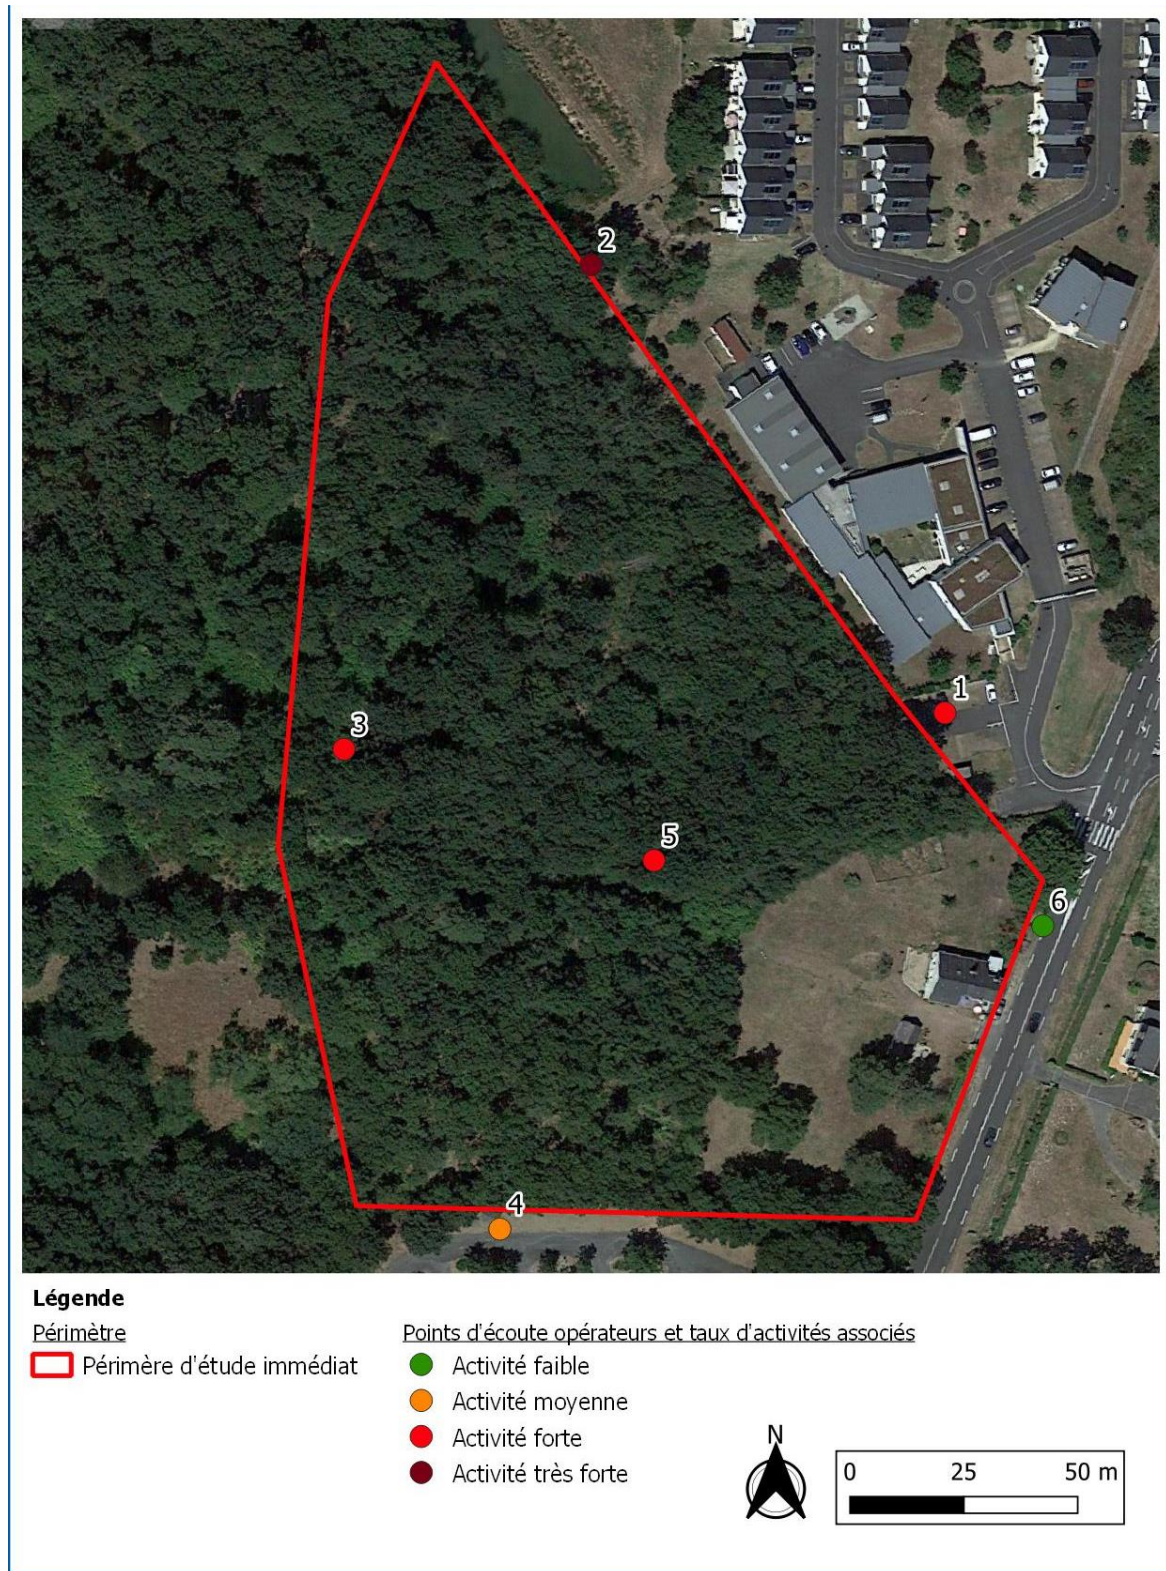 2
1
3
5
6
4
Légende
Périmètre
Périmère d'étude immédiat
Points d'écoute opérateurs et taux d'activités associés
Activité faible
Activité moyenne
Activité forte
Activité très forte
N
0 25 50 m